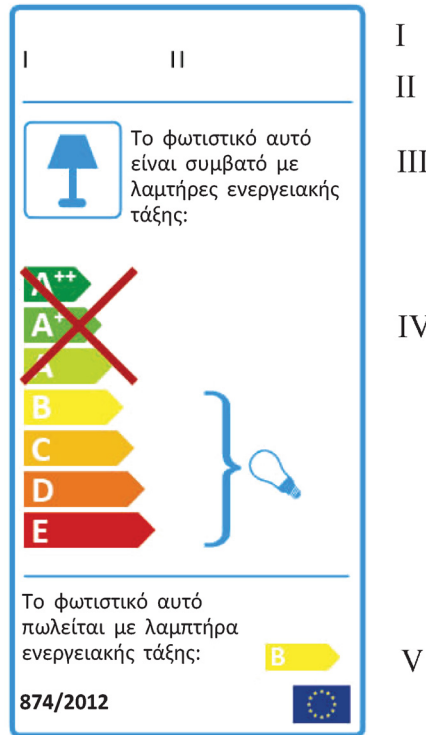 I II
I
II
Το φωτιστικό αυτό
είναι συμβατό με
λαμτήρες ενεργειακής
τάξης:
III
A++
A+
A
IV
B
C
D
E
Το φωτιστικό αυτό
πωλείται με λαμπτήρα
ενεργειακής τάξης:
B
V
874/2012